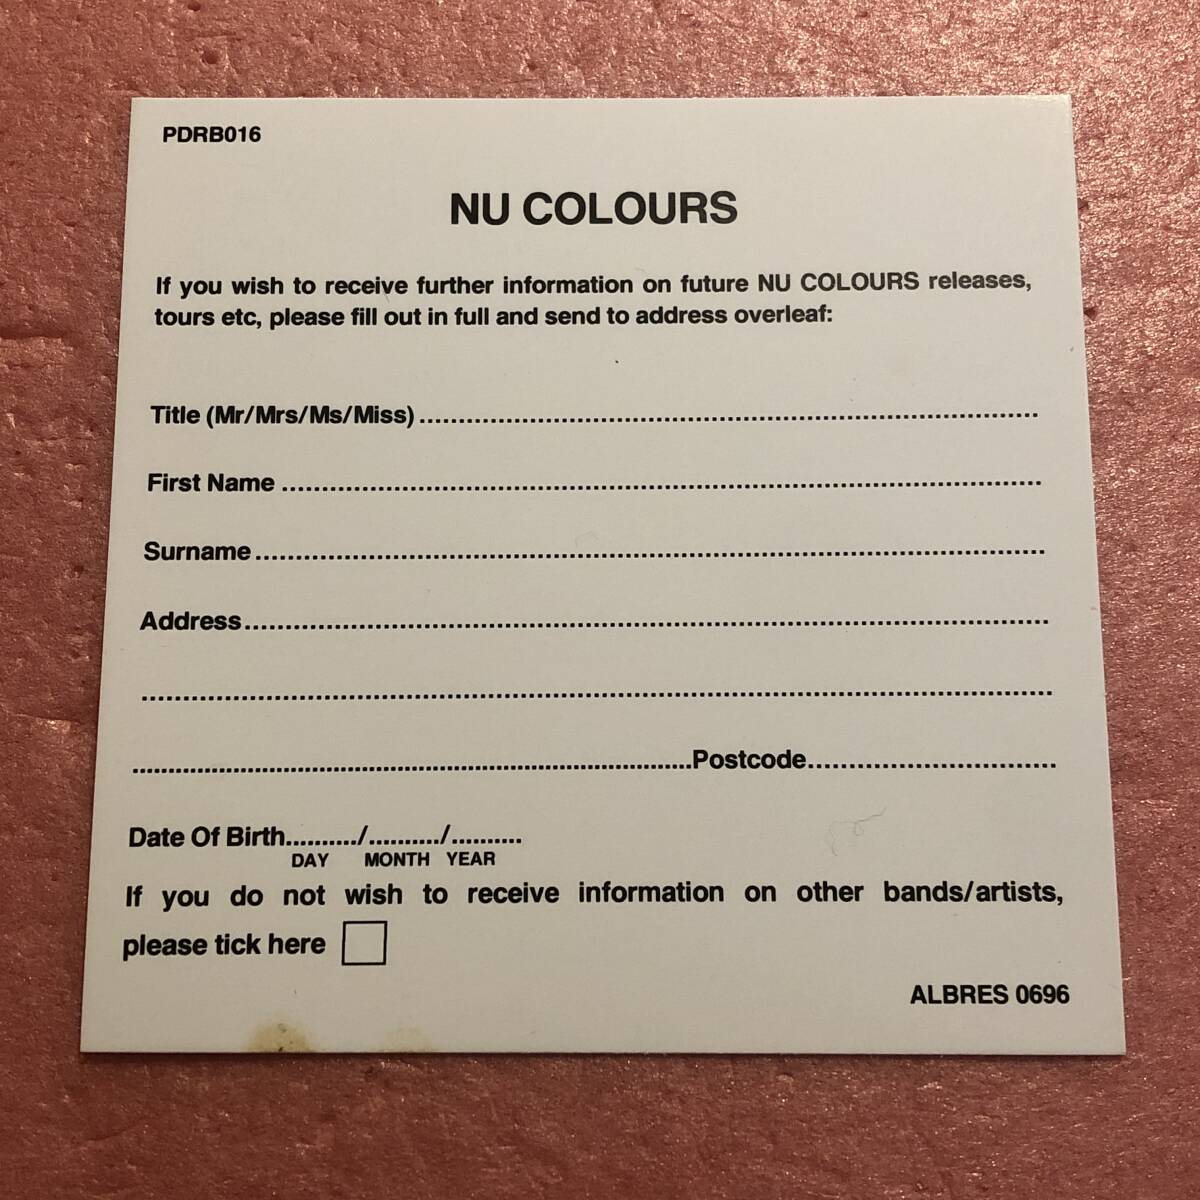 PDRB016
NU COLOURS
If you wish to receive further information on future NU COLOURS releases,
tours etc, please fill out in full and send to address overleaf:
Title (Mr/Mrs/Ms/Miss)
First Name
Surname
Address
Postcode
Date Of Birth........../........../..........
DAY MONTH YEAR
If you do not wish to receive information on other bands/artists,
please tick here
ALBRES 0696